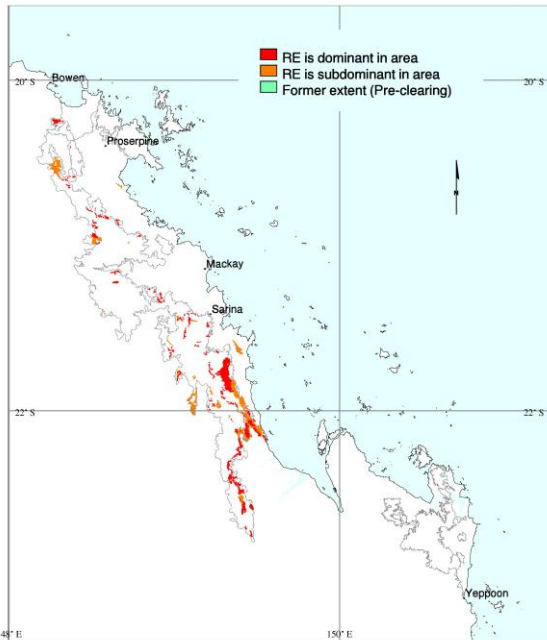 RE is dominant in area
RE is subdominant in area
Former extent (Pre-clearing)
20° S
20° S
Bowen
Proserpine
N
Mackay
Sarina
22° S
22° S
Yeppoon
48° E
150° E